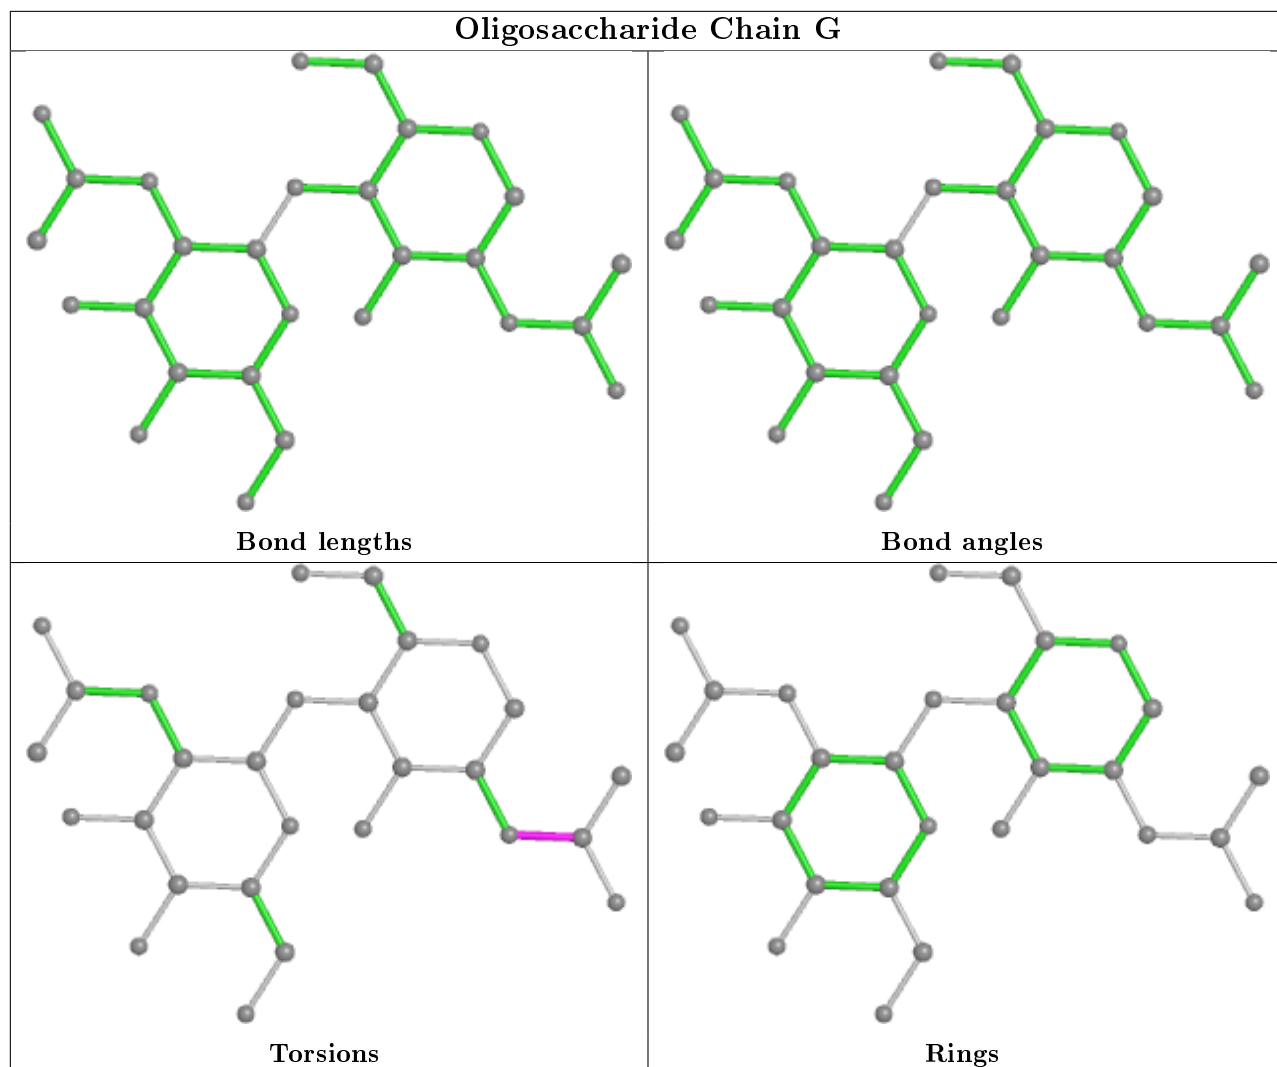 Oligosaccharide Chain G
Bond lengths
Bond angles
Torsions
Rings